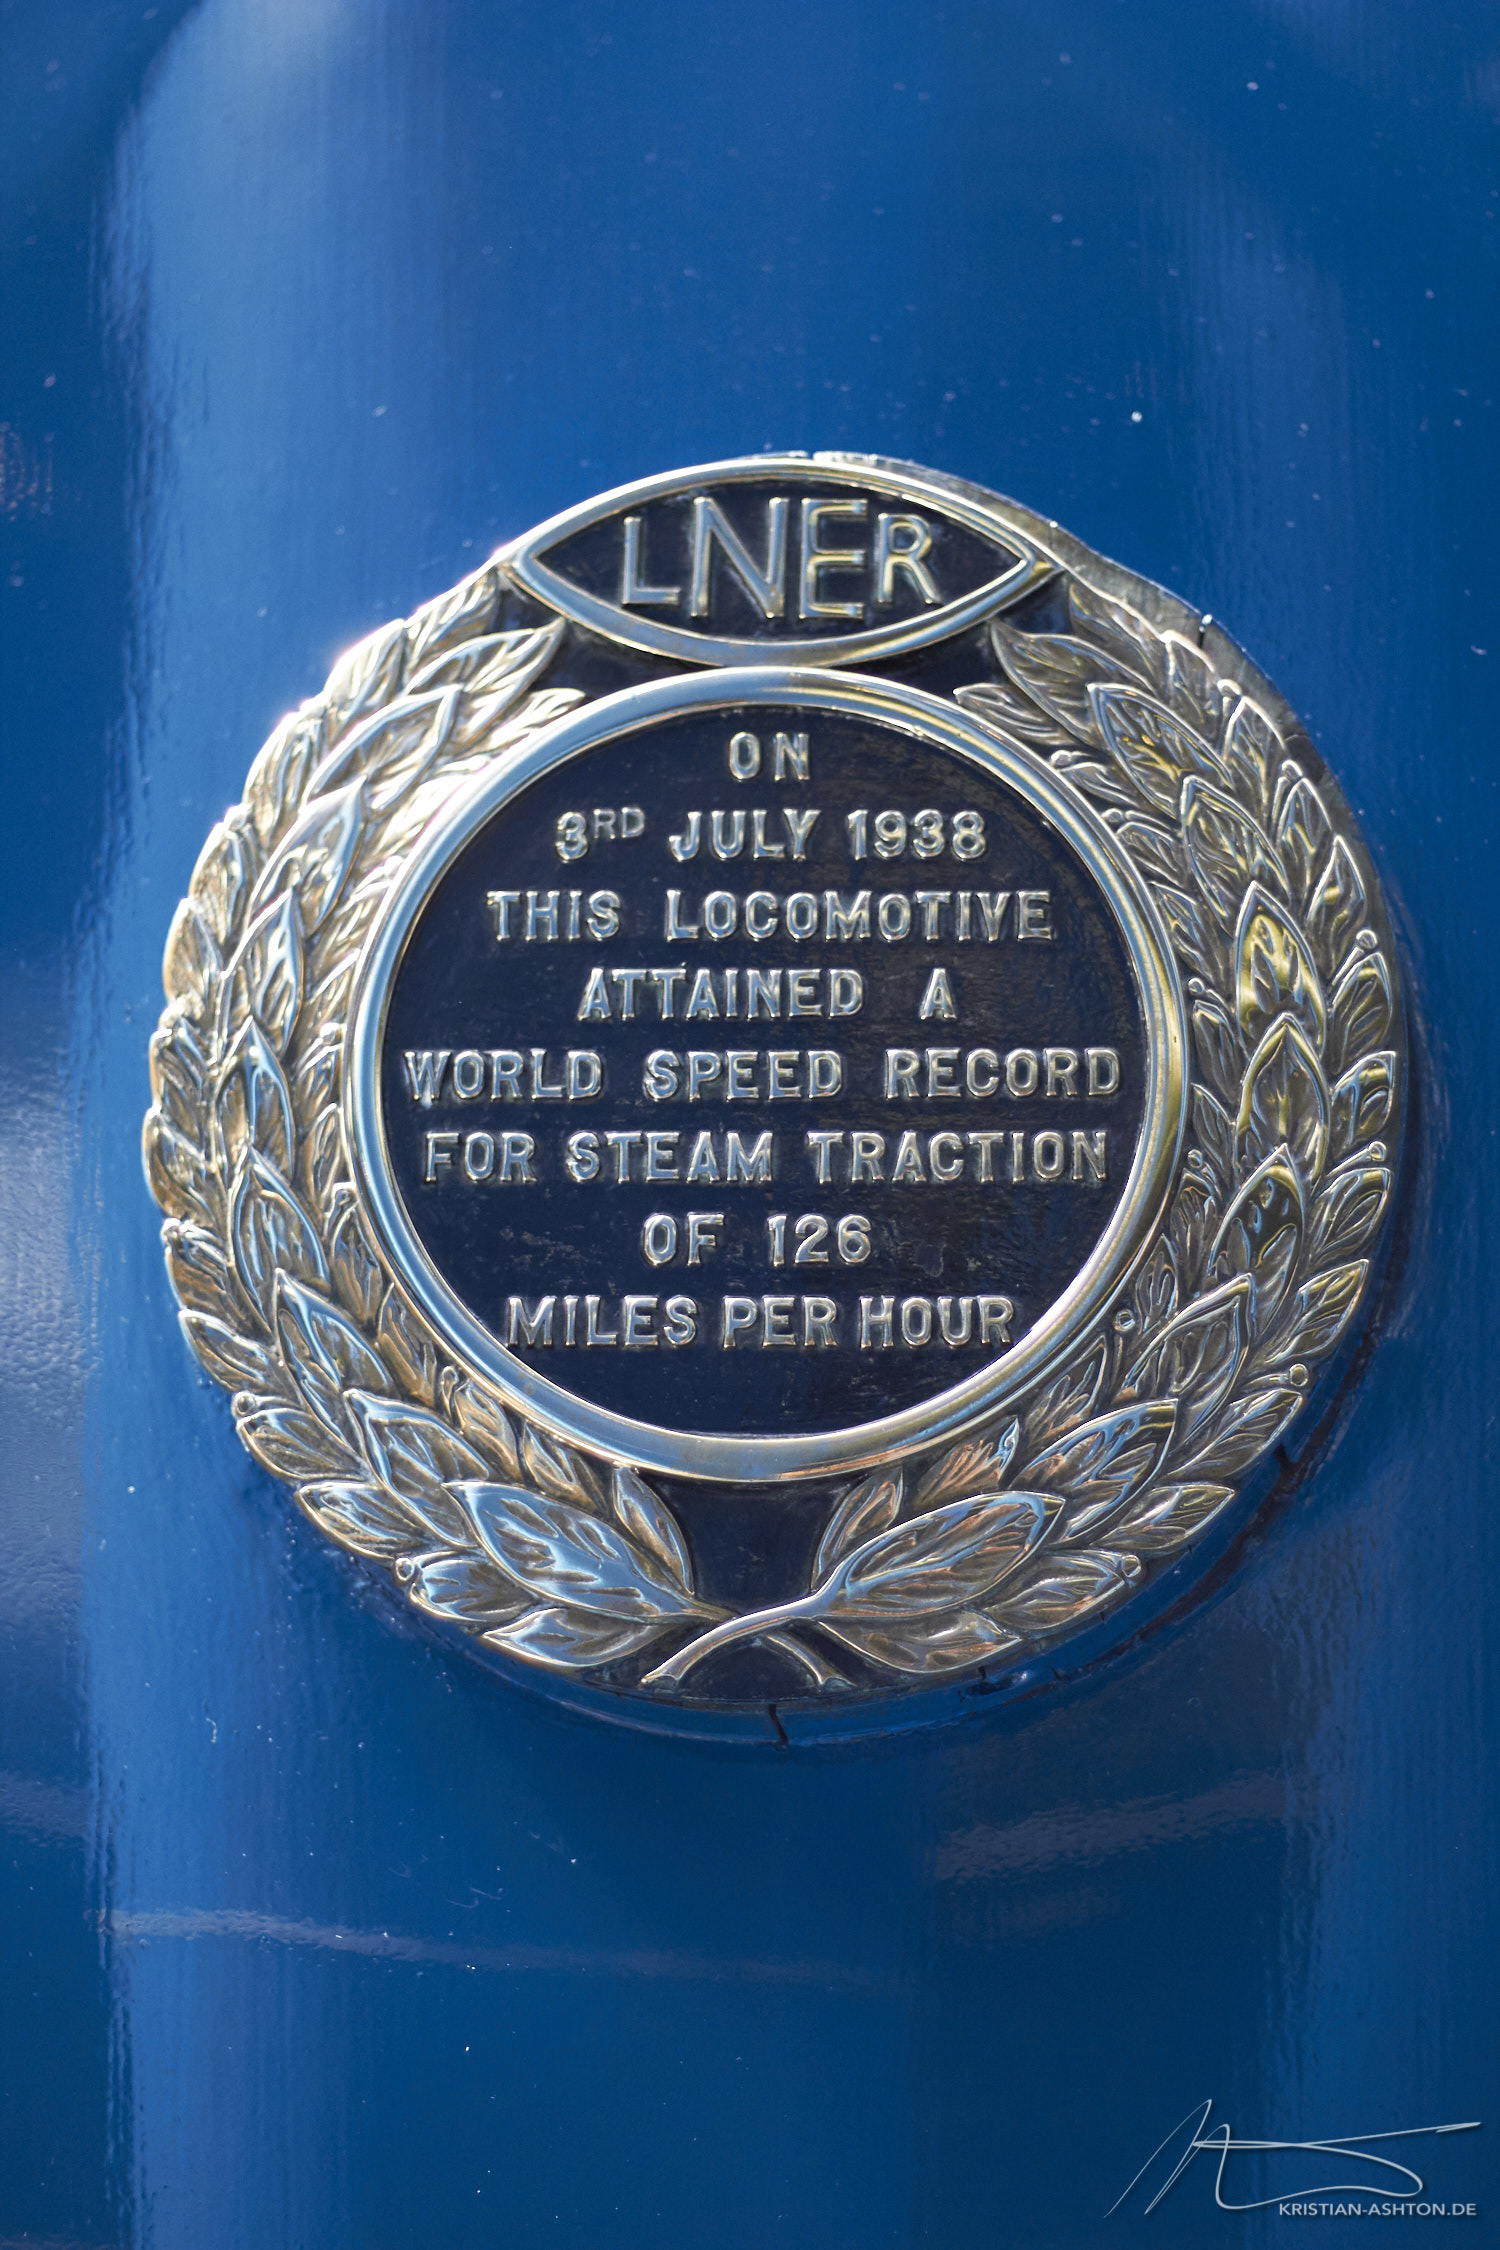 LNER
ON
3RD JULY 1938
THIS LOCOMOTIVE
ATTAINED A
WORLD SPEED RECORD
FOR STEAM TRACTION
OF 126
MILES PER HOUR
KRISTIAN-ASHTON.DE